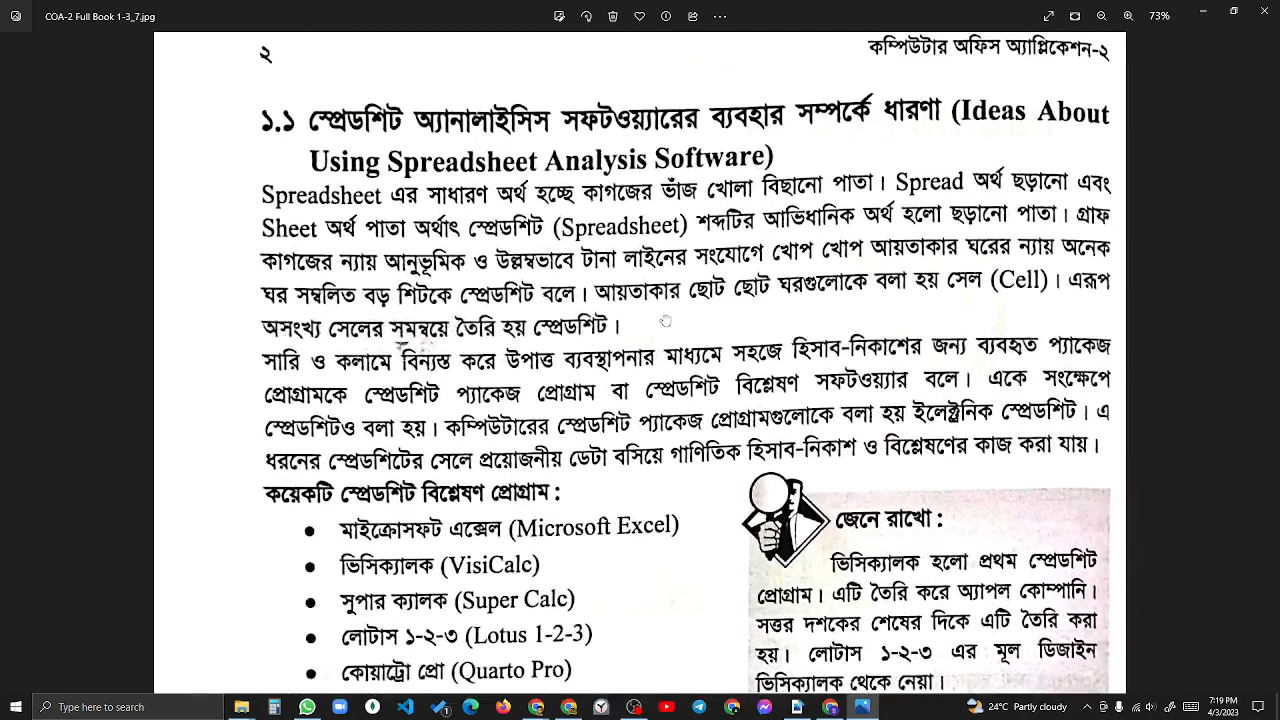 COA-2 Full Book 1-3_7.jpg
73%
২
কম্পিউটার অফিস অ্যাপ্লিকেশন-২
১.১ স্প্রেডশিট অ্যানালাইসিস সফটওয়্যারের ব্যবহার সম্পর্কে ধারণা (Ideas About
Using Spreadsheet Analysis Software)
Spreadsheet এর সাধারণ অর্থ হচ্ছে কাগজের ভাঁজ খোলা বিছানো পাতা। Spread অর্থ ছড়ানো এবং
Sheet অর্থ পাতা অর্থাৎ স্প্রেডশিট (Spreadsheet) শব্দটির আভিধানিক অর্থ হলো ছড়ানো পাতা। গ্রাফ
কাগজের ন্যায় আনুভূমিক ও উল্লম্বভাবে টানা লাইনের সংযোগে খোপ খোপ আয়তাকার ঘরের ন্যায় অনেক
ঘর সম্বলিত বড় শিটকে স্প্রেডশিট বলে। আয়তাকার ছোট ছোট ঘরগুলোকে বলা হয় সেল (Cell)। এরূপ
অসংখ্য সেলের সমন্বয়ে তৈরি হয় স্প্রেডশিট।
সারি ও কলামে বিন্যস্ত করে উপাত্ত ব্যবস্থাপনার মাধ্যমে সহজে হিসাব-নিকাশের জন্য ব্যবহৃত প্যাকেজ
প্রোগ্রামকে স্প্রেডশিট প্যাকেজ প্রোগ্রাম বা স্প্রেডশিট বিশ্লেষণ সফটওয়্যার বলে। একে সংক্ষেপে
স্প্রেডশিটও বলা হয়। কম্পিউটারের স্প্রেডশিট প্যাকেজ প্রোগ্রামগুলোকে বলা হয় ইলেক্ট্রনিক স্প্রেডশিট। এ
ধরনের স্প্রেডশিটের সেলে প্রয়োজনীয় ডেটা বসিয়ে গাণিতিক হিসাব-নিকাশ ও বিশ্লেষণের কাজ করা যায়।
কয়েকটি স্প্রেডশিট বিশ্লেষণ প্রোগ্রাম :
• মাইক্রোসফট এক্সেল (Microsoft Excel)
• ভিসিক্যালক (VisiCalc)
• সুপার ক্যালক (Super Calc)
• লোটাস ১-২-৩ (Lotus 1-2-3)
• কোয়াট্রো প্রো (Quarto Pro)
জেনে রাখো :
ভিসিক্যালক হলো প্রথম স্প্রেডশিট
প্রোগ্রাম। এটি তৈরি করে অ্যাপল কোম্পানি।
সত্তর দশকের শেষের দিকে এটি তৈরি করা
হয়। লোটাস ১-২-৩ এর মূল ডিজাইন
ভিসিক্যালক থেকে নেয়া।
Type here to search
24°C Partly cloudy
7:19 PM
4/3/2023